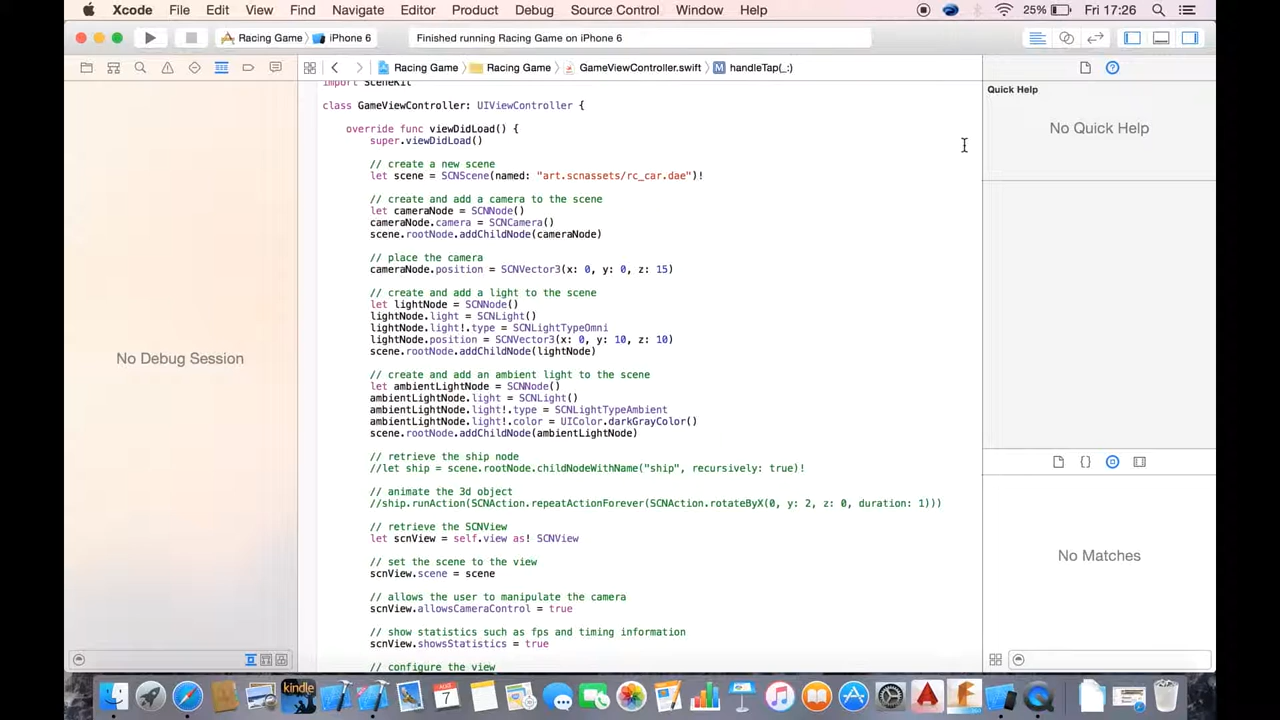 Xcode File Edit View Find Navigate Editor Product Debug Source Control Window Help 25% Fri 17:26
Racing Game iPhone 6 Finished running Racing Game on iPhone 6
Racing Game Racing Game GameViewController.swift M handleTap(_:)
import SceneKit
class GameViewController: UIViewController {
override func viewDidLoad() {
super.viewDidLoad()
// create a new scene
let scene = SCNScene(named: "art.scnassets/rc_car.dae")!
// create and add a camera to the scene
let cameraNode = SCNNode()
cameraNode.camera = SCNCamera()
scene.rootNode.addChildNode(cameraNode)
// place the camera
cameraNode.position = SCNVector3(x: 0, y: 0, z: 15)
// create and add a light to the scene
let lightNode = SCNNode()
lightNode.light = SCNLight()
lightNode.light!.type = SCNLightTypeOmni
lightNode.position = SCNVector3(x: 0, y: 10, z: 10)
scene.rootNode.addChildNode(lightNode)
// create and add an ambient light to the scene
let ambientLightNode = SCNNode()
ambientLightNode.light = SCNLight()
ambientLightNode.light!.type = SCNLightTypeAmbient
ambientLightNode.light!.color = UIColor.darkGrayColor()
scene.rootNode.addChildNode(ambientLightNode)
// retrieve the ship node
//let ship = scene.rootNode.childNodeWithName("ship", recursively: true)!
// animate the 3d object
//ship.runAction(SCNAction.repeatActionForever(SCNAction.rotateByX(0, y: 2, z: 0, duration: 1)))
// retrieve the SCNView
let scnView = self.view as! SCNView
// set the scene to the view
scnView.scene = scene
// allows the user to manipulate the camera
scnView.allowsCameraControl = true
// show statistics such as fps and timing information
scnView.showsStatistics = true
// configure the view
No Debug Session
Quick Help
No Quick Help
{}
No Matches
kindle
7